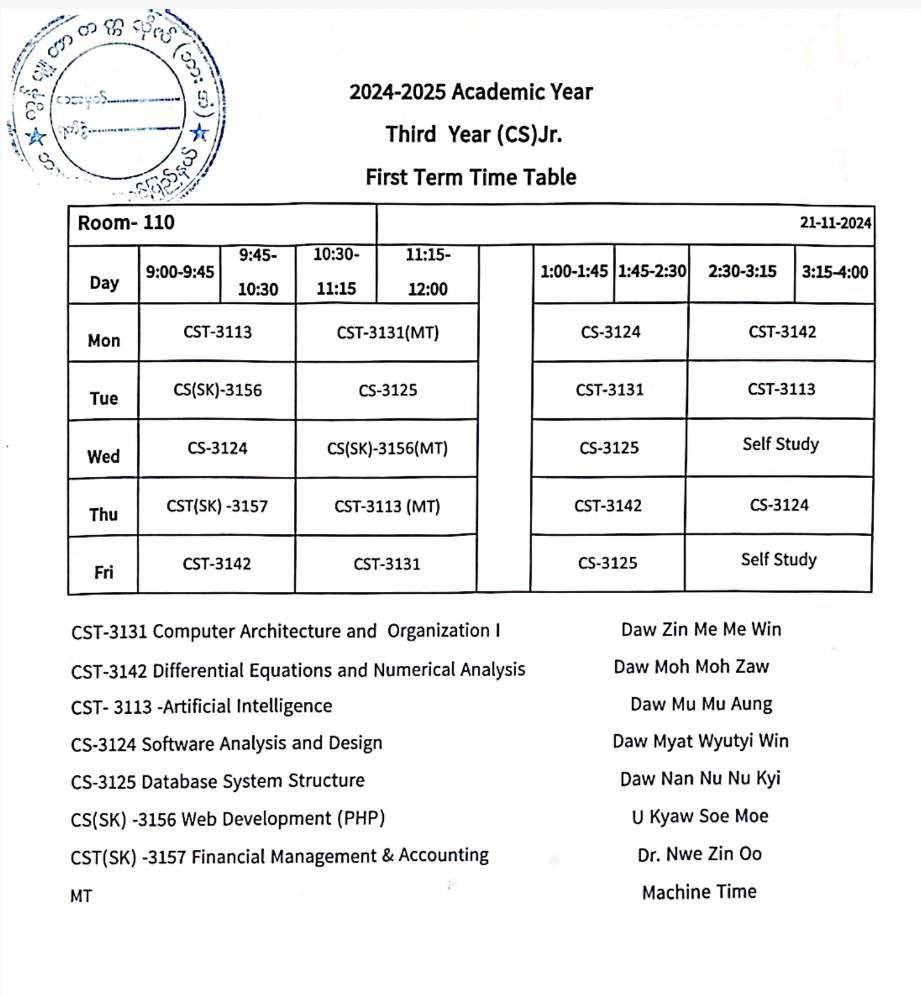 2024-2025 Academic Year
Third Year (CS)Jr.
First Term Time Table
Room- 110 21-11-2024
Day 9:00-9:45 9:45-10:30 10:30-11:15 11:15-12:00 1:00-1:45 1:45-2:30 2:30-3:15 3:15-4:00
Mon CST-3113 CST-3131(MT) CS-3124 CST-3142
Tue CS(SK)-3156 CS-3125 CST-3131 CST-3113
Wed CS-3124 CS(SK)-3156(MT) CS-3125 Self Study
Thu CST(SK) -3157 CST-3113 (MT) CST-3142 CS-3124
Fri CST-3142 CST-3131 CS-3125 Self Study
CST-3131 Computer Architecture and Organization I Daw Zin Me Me Win
CST-3142 Differential Equations and Numerical Analysis Daw Moh Moh Zaw
CST- 3113 -Artificial Intelligence Daw Mu Mu Aung
CS-3124 Software Analysis and Design Daw Myat Wyutyi Win
CS-3125 Database System Structure Daw Nan Nu Nu Kyi
CS(SK) -3156 Web Development (PHP) U Kyaw Soe Moe
CST(SK) -3157 Financial Management & Accounting Dr. Nwe Zin Oo
MT Machine Time